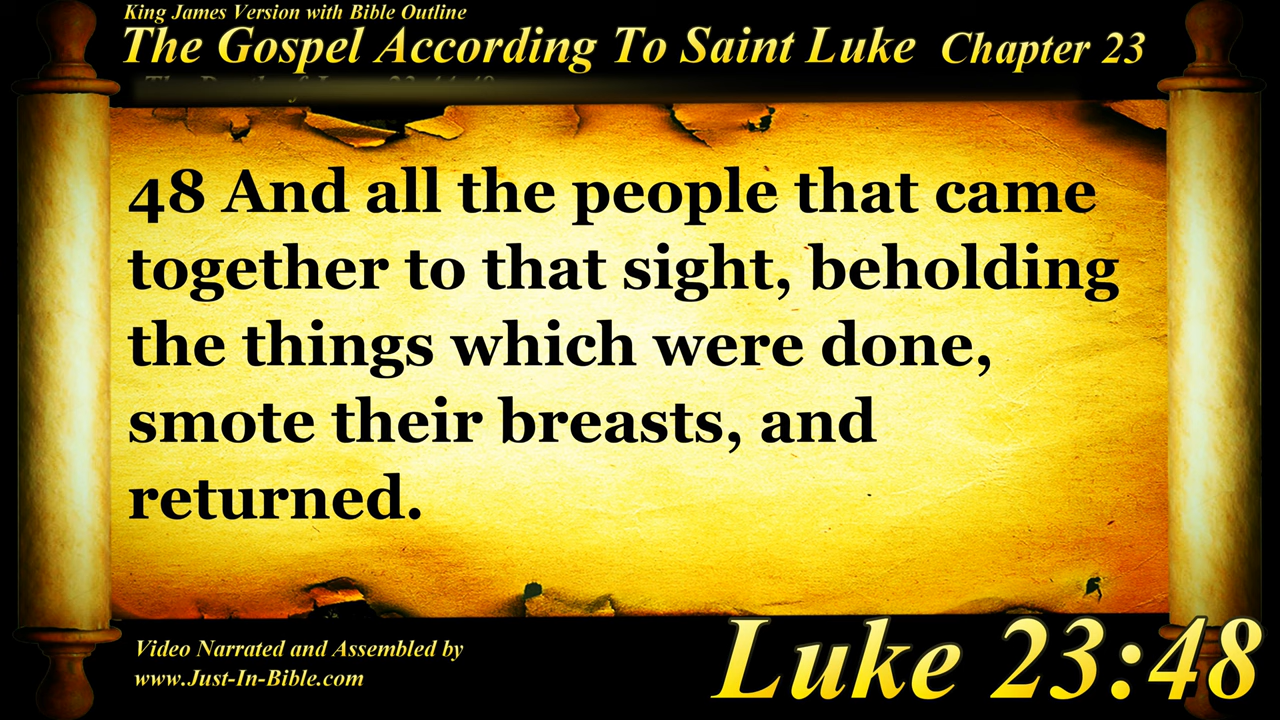 King James Version with Bible Outline
The Gospel According To Saint Luke Chapter 23
48 And all the people that came
together to that sight, beholding
the things which were done,
smote their breasts, and
returned.
Video Narrated and Assembled by
www.Just-In-Bible.com
Luke 23:48